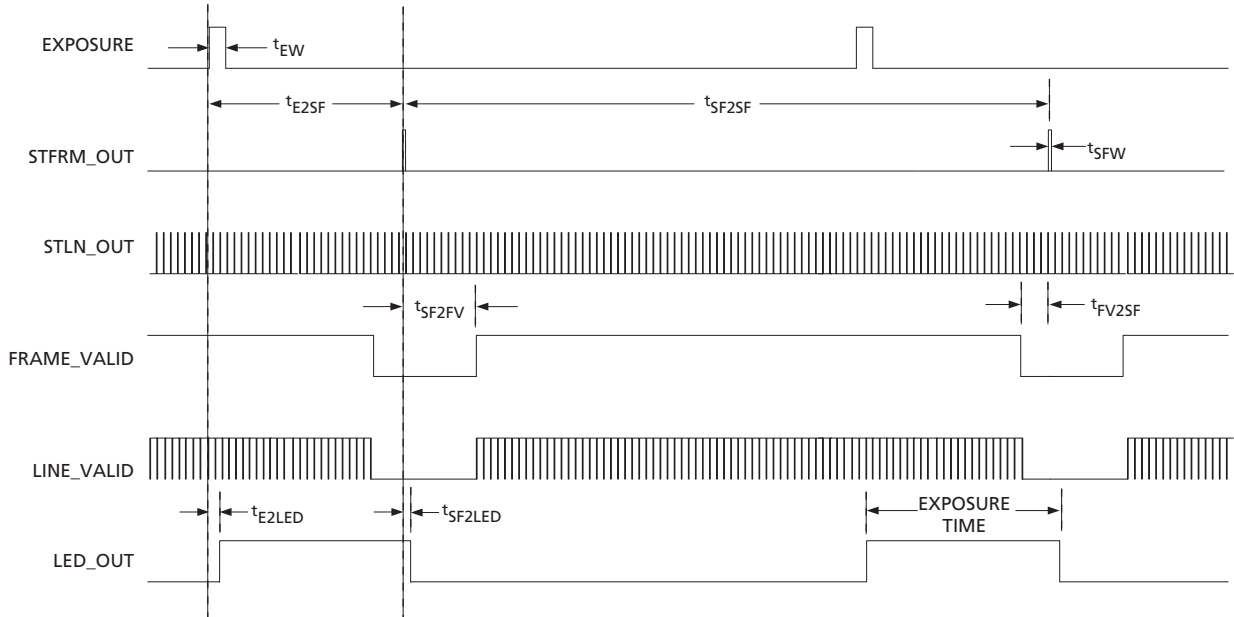 EXPOSURE
tEW
tE2SF
tSF2SF
STFRM_OUT
tSFW
STLN_OUT
tSF2FV
tFV2SF
FRAME_VALID
LINE_VALID
tE2LED
tSF2LED
EXPOSURE
TIME
LED_OUT